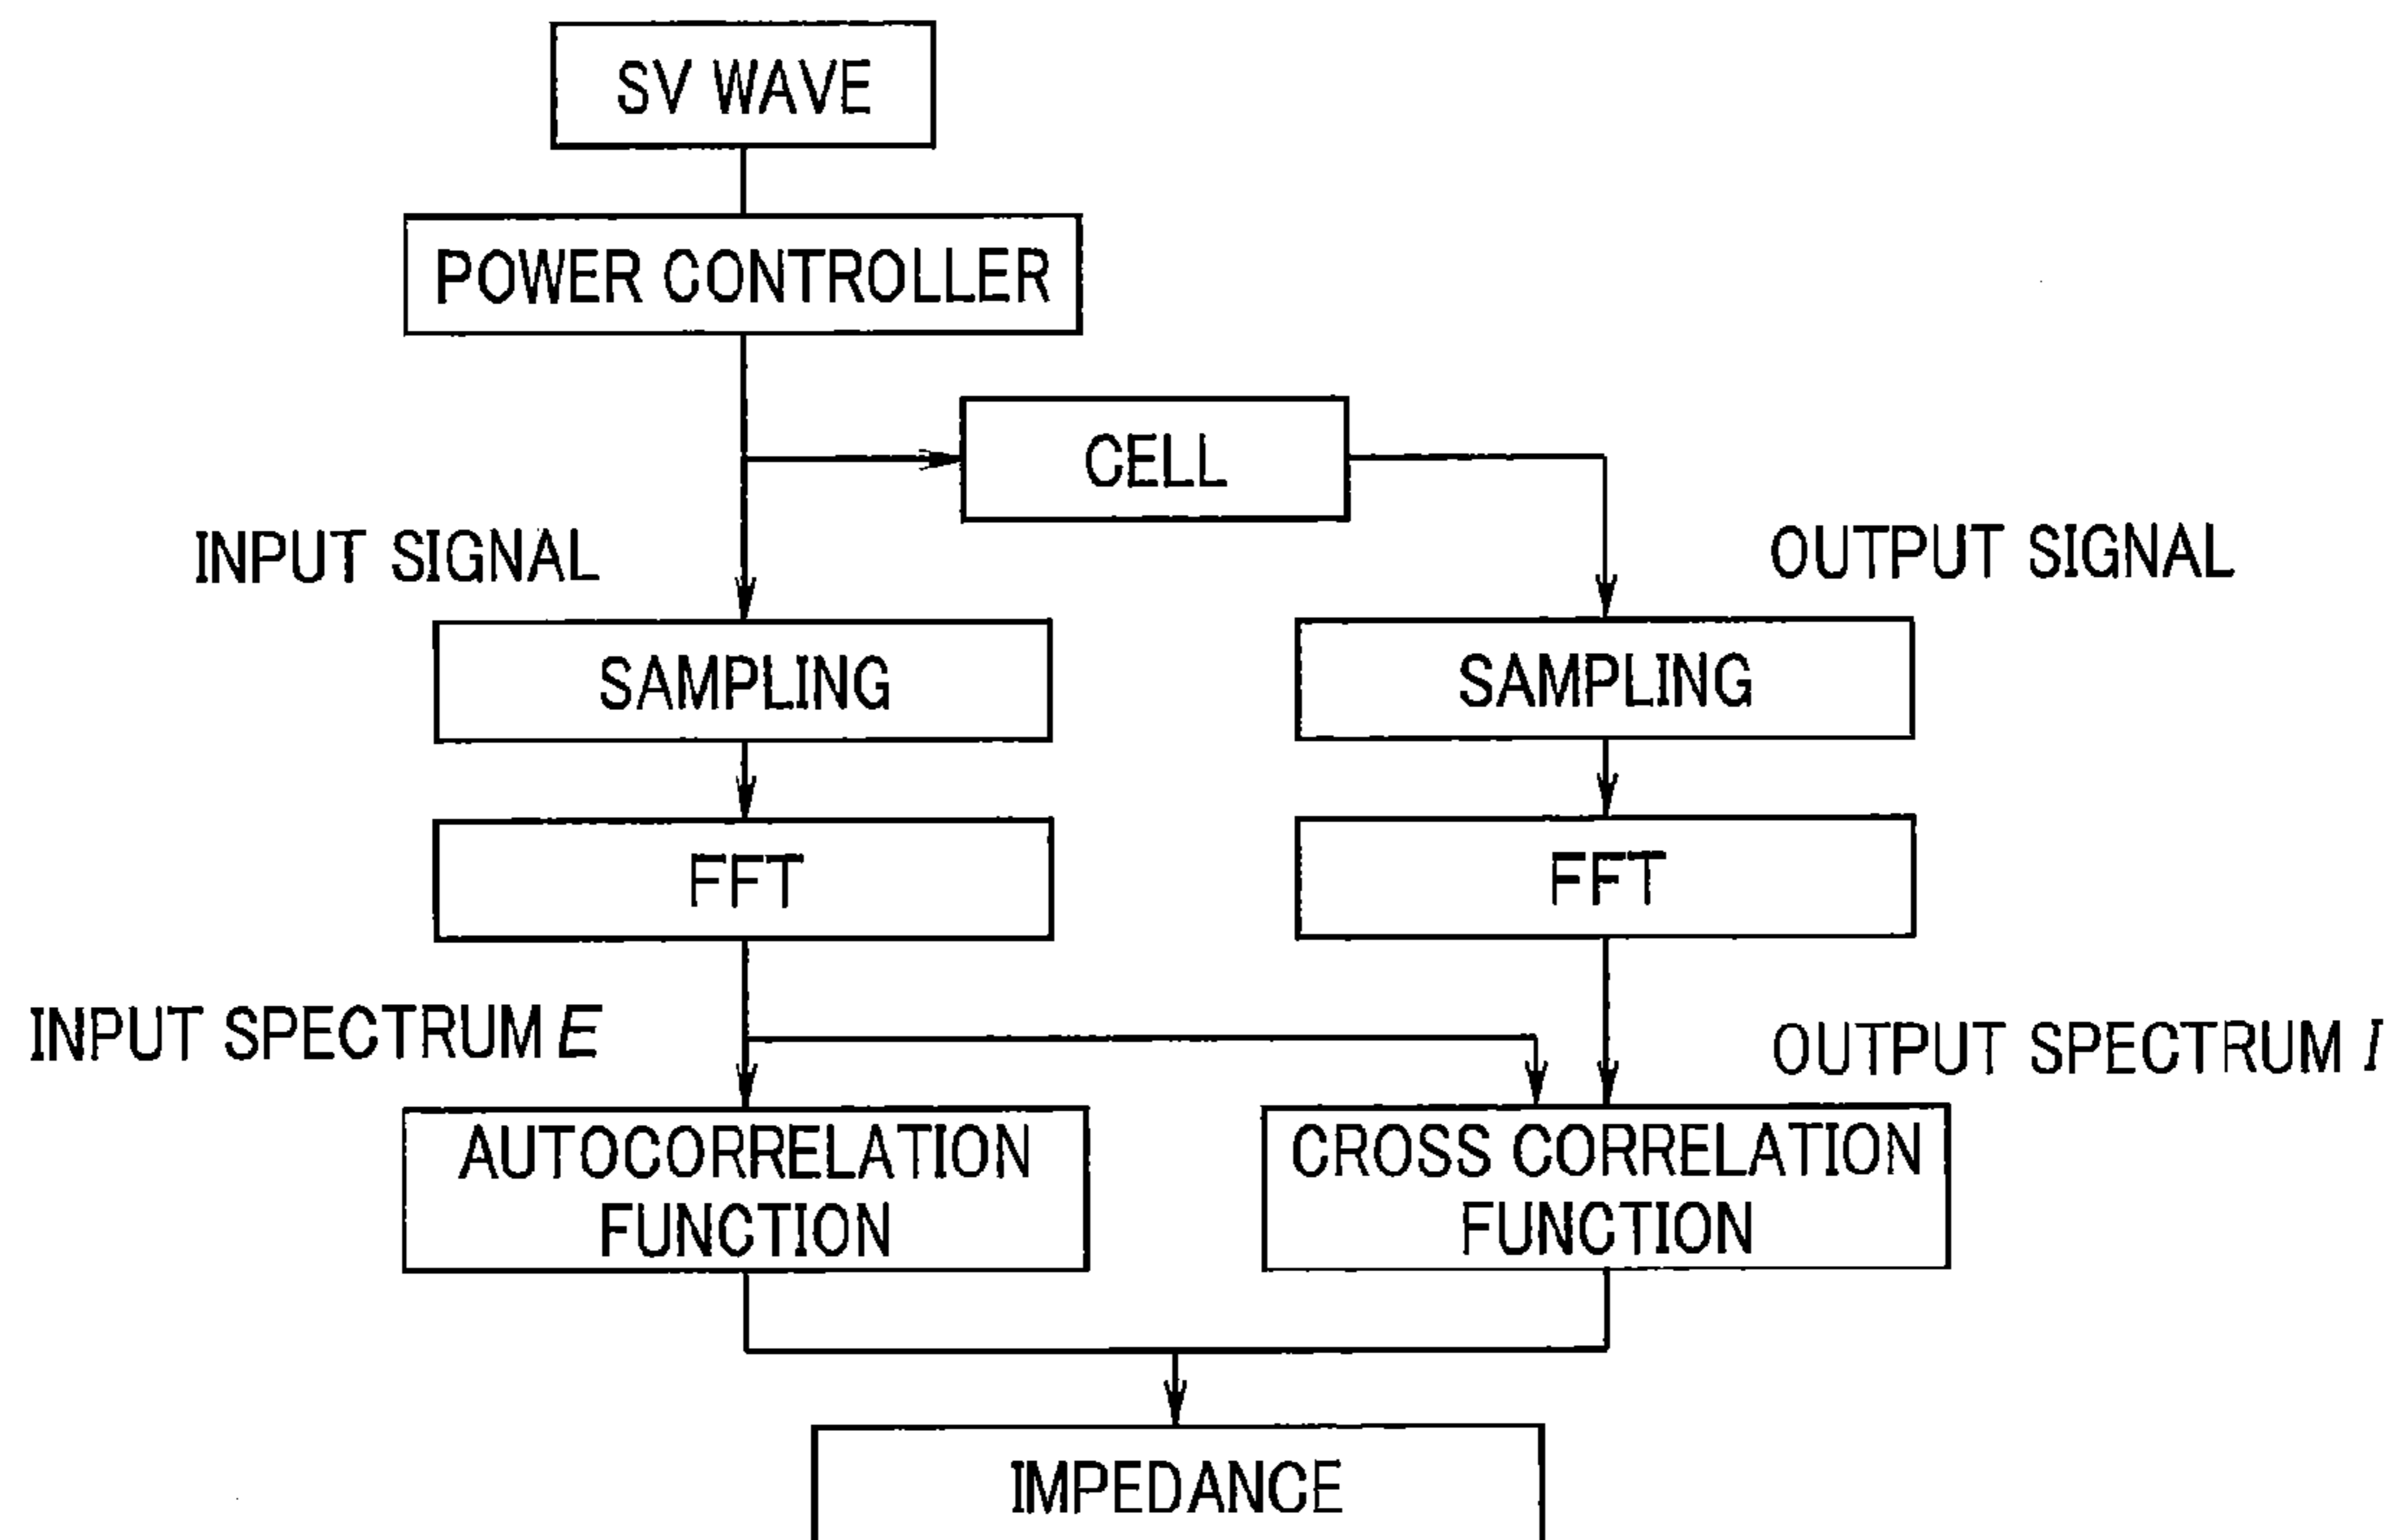 SV WAVE
POWER CONTROLLER
CELL
INPUT SIGNAL
OUTPUT SIGNAL
SAMPLING
SAMPLING
FFT
FFT
INPUT SPECTRUM E
OUTPUT SPECTRUM I
AUTOCORRELATION
FUNCTION
CROSS CORRELATION
FUNCTION
IMPEDANCE